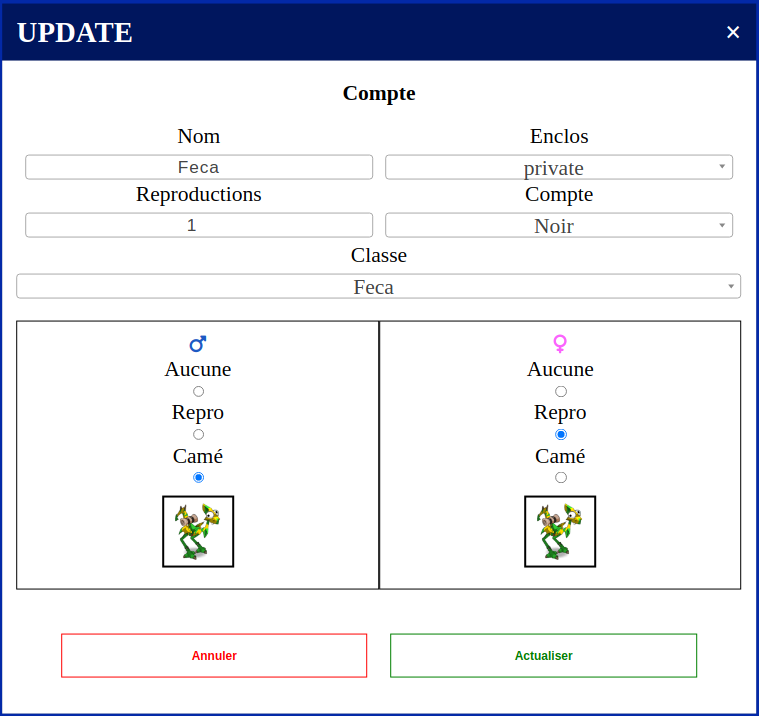 UPDATE ×
Compte
Nom Enclos
Feca private
Reproductions Compte
1 Noir
Classe
Feca
♂ ♀
Aucune Aucune
Repro Repro
Camé Camé
Annuler Actualiser